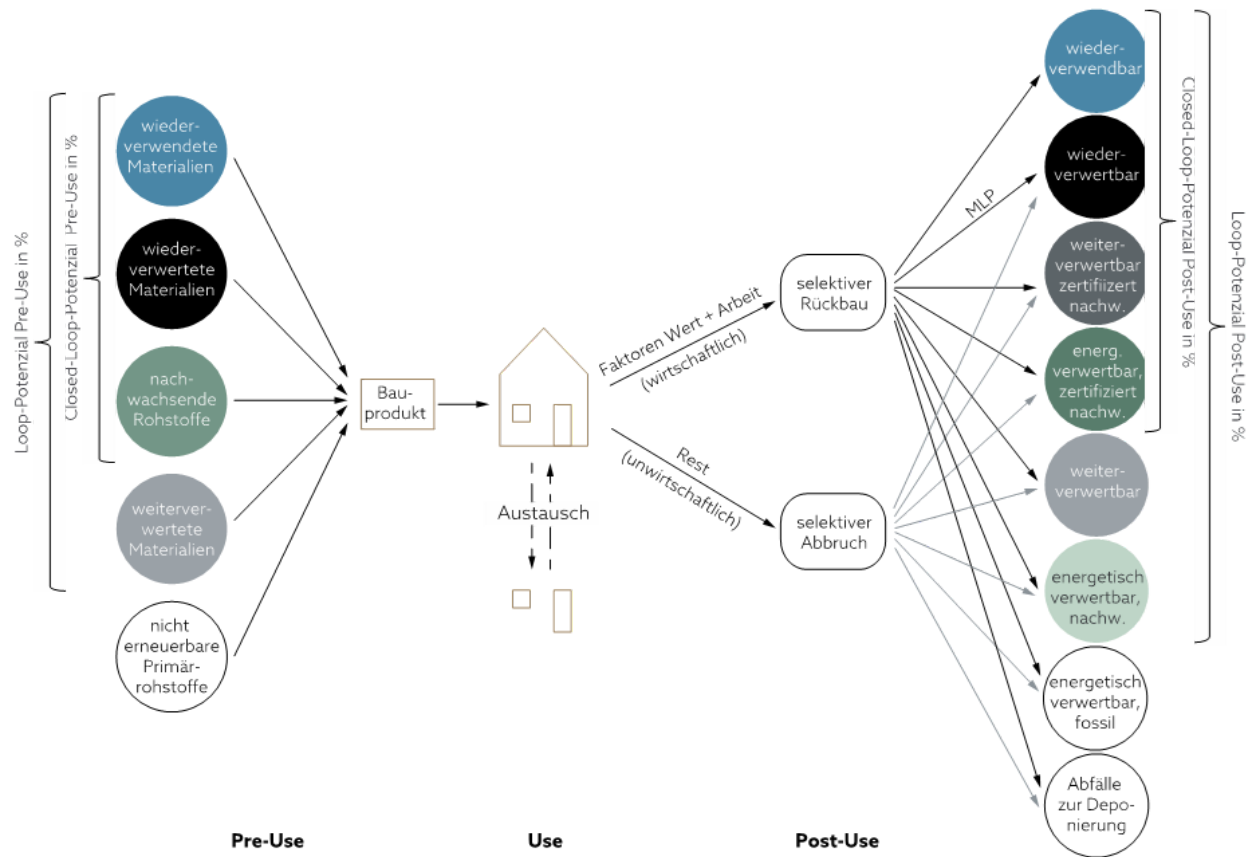 Loop-Potenzial Pre-Use in %
Closed-Loop-Potenzial Pre-Use in %
wieder-
verwendete
Materialien
wieder-
verwertete
Materialien
nach-
wachsende
Rohstoffe
weiterver-
wertete
Materialien
nicht
erneuerbare
Primär-
rohstoffe
Bau-
produkt
Austausch
Faktoren Wert + Arbeit
(wirtschaftlich)
Rest
(unwirtschaftlich)
selektiver
Rückbau
selektiver
Abbruch
MLP
wieder-
verwendbar
wieder-
verwertbar
weiter-
verwertbar
zertifiizert
nachw.
energ.
verwertbar,
zertifiziert
nachw.
weiter-
verwertbar
energetisch
verwertbar,
nachw.
energetisch
verwertbar,
fossil
Abfälle
zur Depo-
nierung
Closed-Loop-Potenzial Post-Use in %
Loop-Potenzial Post-Use in %
Pre-Use
Use
Post-Use